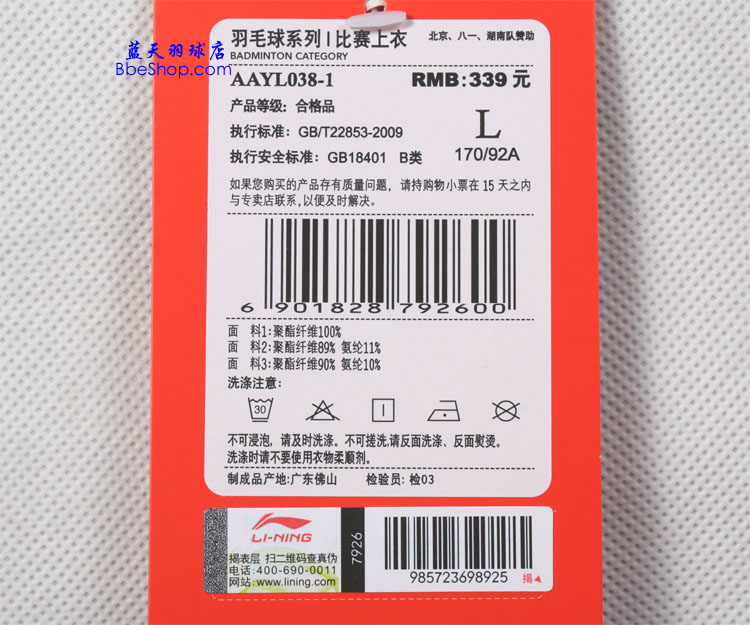 蓝天羽球店
BbeShop.com
羽毛球系列 | 比赛上衣
北京、八一、湖南队赞助
BADMINTON CATEGORY
AAYL038-1
RMB:339 元
产品等级: 合格品
执行标准: GB/T22853-2009
L
执行安全标准: GB18401 B类
170/92A
如果您购买的产品存有质量问题, 请持购物小票在 15 天之内
与专卖店联系,以便及时解决。
6 901828 792600
面 料1:聚酯纤维100%
面 料2:聚酯纤维89% 氨纶11%
面 料3:聚酯纤维90% 氨纶10%
洗涤注意:
30
不可浸泡, 请及时洗涤。不可搓洗,请反面洗涤、反面熨烫。
洗涤时请不要使用衣物柔顺剂。
制成品产地:广东佛山 检验员: 检03
LI-NING
揭表层 扫二维码查真伪
电话:400-690-0011
网站:www.lining.com
7926
985723698925
揭